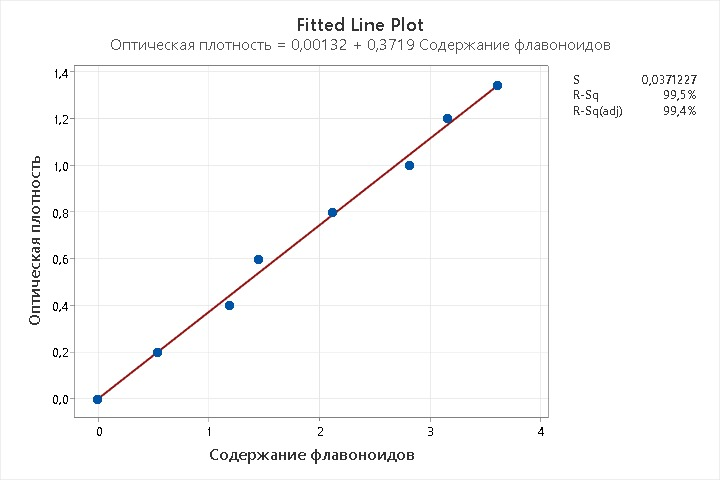 Fitted Line Plot
Оптическая плотность = 0,00132 + 0,3719 Содержание флавоноидов
S 0,0371227
R-Sq 99,5%
R-Sq(adj) 99,4%
1,4
1,2
1,0
0,8
0,6
0,4
0,2
0,0
Оптическая плотность
0 1 2 3 4
Содержание флавоноидов